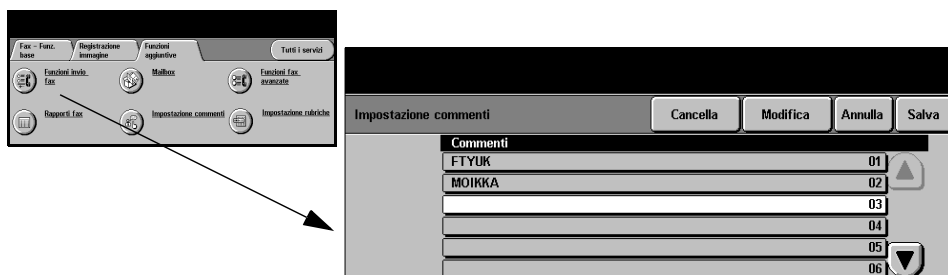 Fax - Funz. base
Registrazione immagine
Funzioni aggiuntive
Tutti i servizi
Funzioni invio fax
Mailbox
Funzioni fax avanzate
Rapporti fax
Impostazione commenti
Impostazione rubriche
Impostazione commenti
Cancella
Modifica
Annulla
Salva
Commenti
FTYUK 01
MOIKKA 02
03
04
05
06